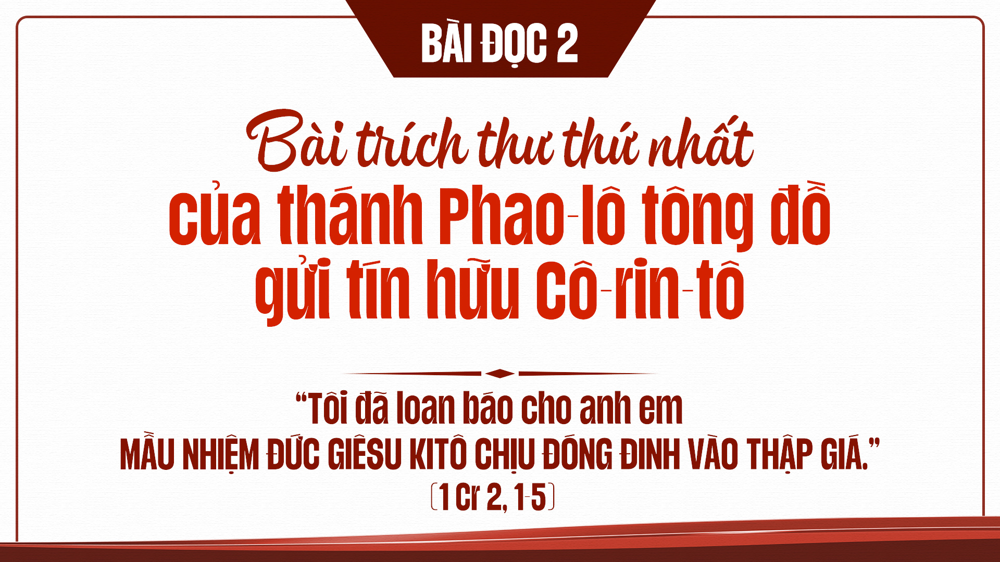 BÀI ĐỌC 2
Bài trích thư thứ nhất
của thánh Phao-lô tông đồ
gửi tín hữu Cô-rin-tô
“Tôi đã loan báo cho anh em
MẦU NHIỆM ĐỨC GIÊSU KITÔ CHỊU ĐÓNG ĐINH VÀO THẬP GIÁ.”
(1 Cr 2, 1-5)